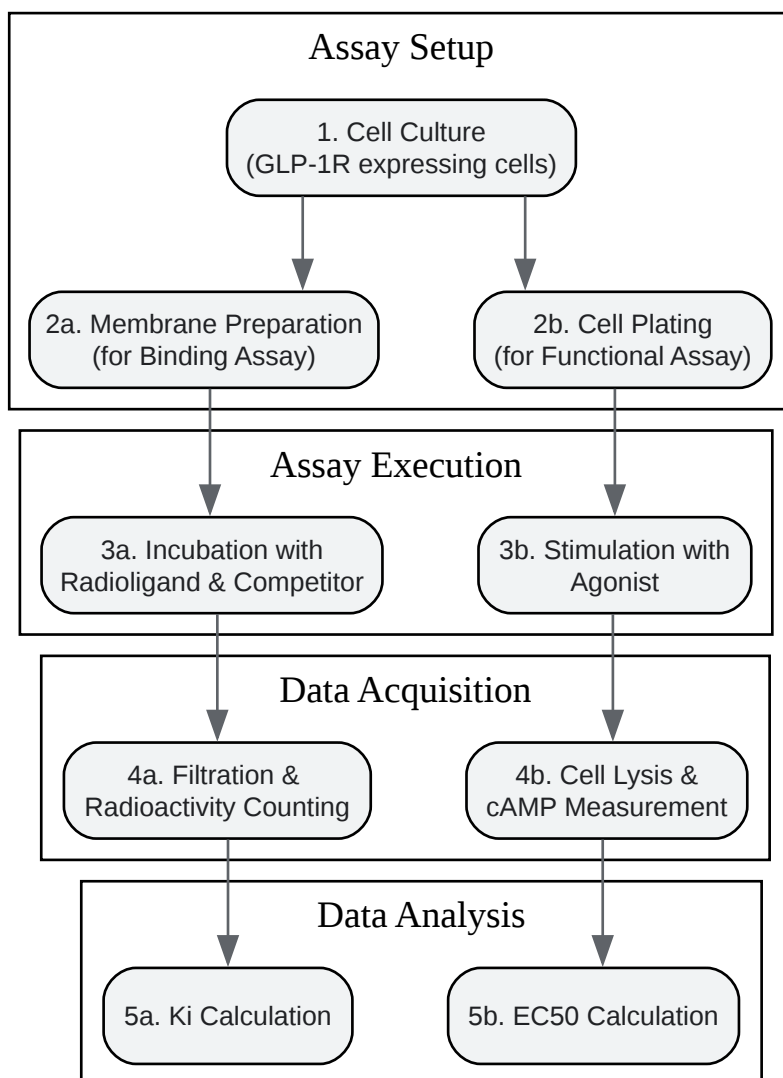 Assay Setup
1. Cell Culture
(GLP-1R expressing cells)
2a. Membrane Preparation
(for Binding Assay)
2b. Cell Plating
(for Functional Assay)
Assay Execution
3a. Incubation with
Radioligand & Competitor
3b. Stimulation with
Agonist
Data Acquisition
4a. Filtration &
Radioactivity Counting
4b. Cell Lysis &
cAMP Measurement
Data Analysis
5a. Ki Calculation
5b. EC50 Calculation